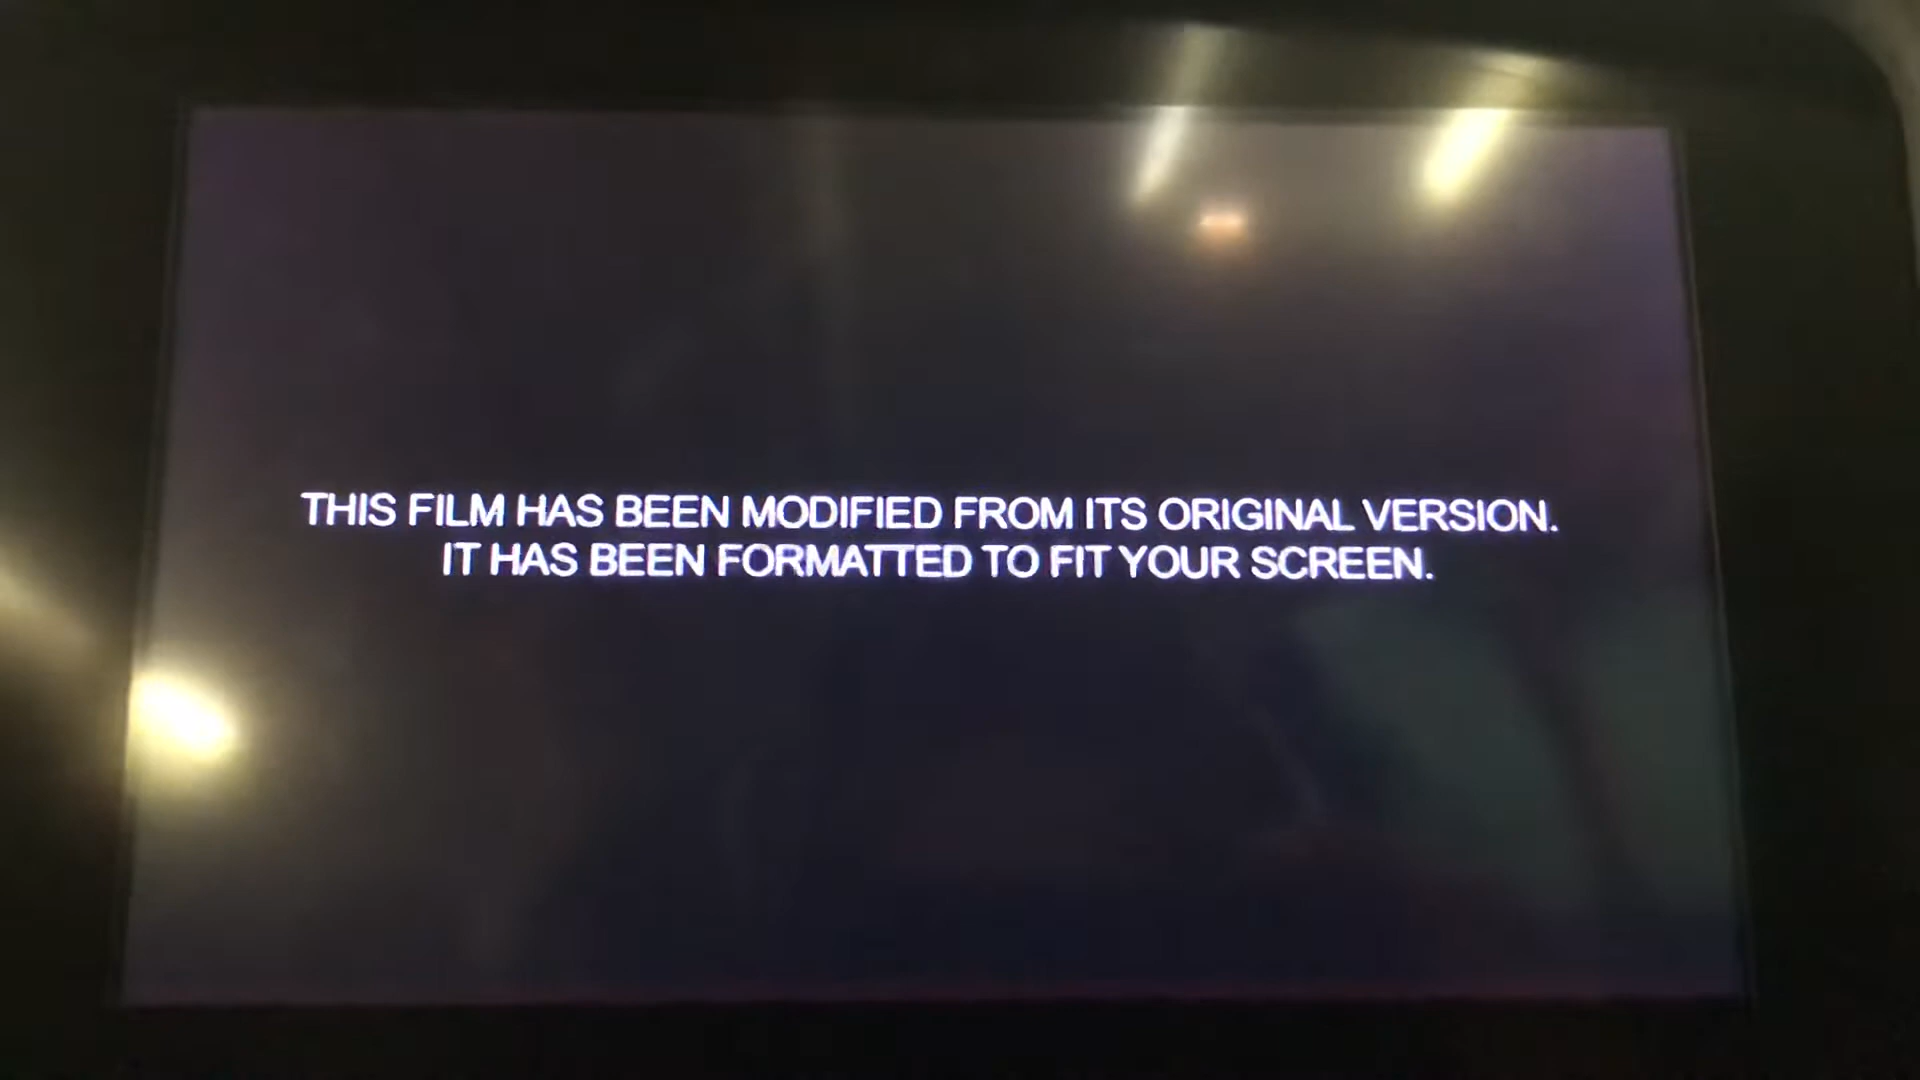 THIS FILM HAS BEEN MODIFIED FROM ITS ORIGINAL VERSION.
IT HAS BEEN FORMATTED TO FIT YOUR SCREEN.